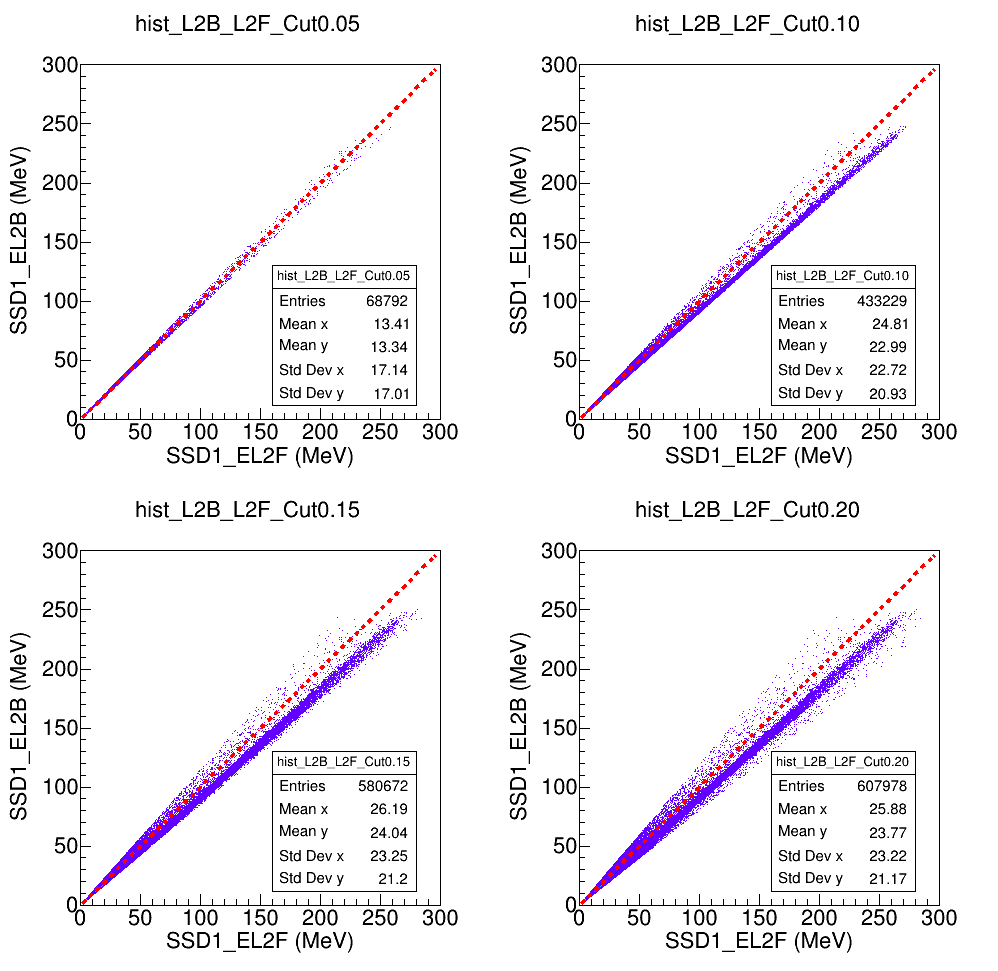 hist_L2B_L2F_Cut0.05
SSD1_EL2B (MeV)
300
250
200
150
100
50
0
0 50 100 150 200 250 300
SSD1_EL2F (MeV)
hist_L2B_L2F_Cut0.05
Entries 68792
Mean x 13.41
Mean y 13.34
Std Dev x 17.14
Std Dev y 17.01
hist_L2B_L2F_Cut0.10
SSD1_EL2B (MeV)
300
250
200
150
100
50
0
0 50 100 150 200 250 300
SSD1_EL2F (MeV)
hist_L2B_L2F_Cut0.10
Entries 433229
Mean x 24.81
Mean y 22.99
Std Dev x 22.72
Std Dev y 20.93
hist_L2B_L2F_Cut0.15
SSD1_EL2B (MeV)
300
250
200
150
100
50
0
0 50 100 150 200 250 300
SSD1_EL2F (MeV)
hist_L2B_L2F_Cut0.15
Entries 580672
Mean x 26.19
Mean y 24.04
Std Dev x 23.25
Std Dev y 21.2
hist_L2B_L2F_Cut0.20
SSD1_EL2B (MeV)
300
250
200
150
100
50
0
0 50 100 150 200 250 300
SSD1_EL2F (MeV)
hist_L2B_L2F_Cut0.20
Entries 607978
Mean x 25.88
Mean y 23.77
Std Dev x 23.22
Std Dev y 21.17